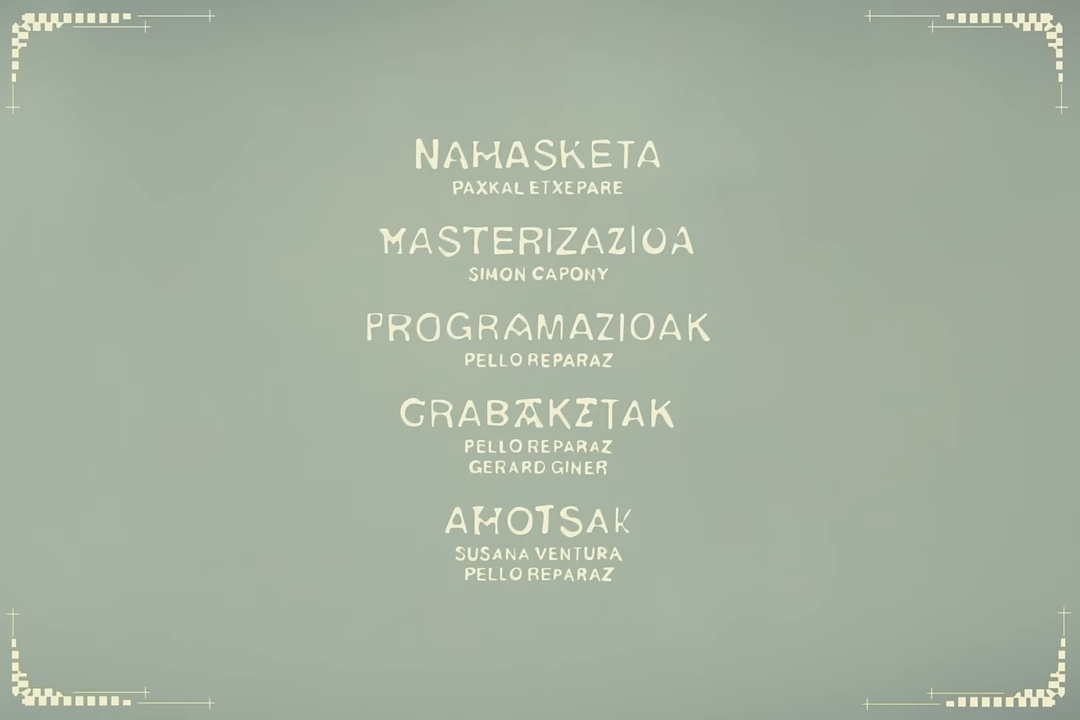 NAHASKETA
PAXKAL ETXEPARE
MASTERIZAZIOA
SIMON CAPONY
PROGRAMAZIOAK
PELLO REPARAZ
GRABAKETAK
PELLO REPARAZ
GERARD GINER
AHOTSAK
SUSANA VENTURA
PELLO REPARAZ